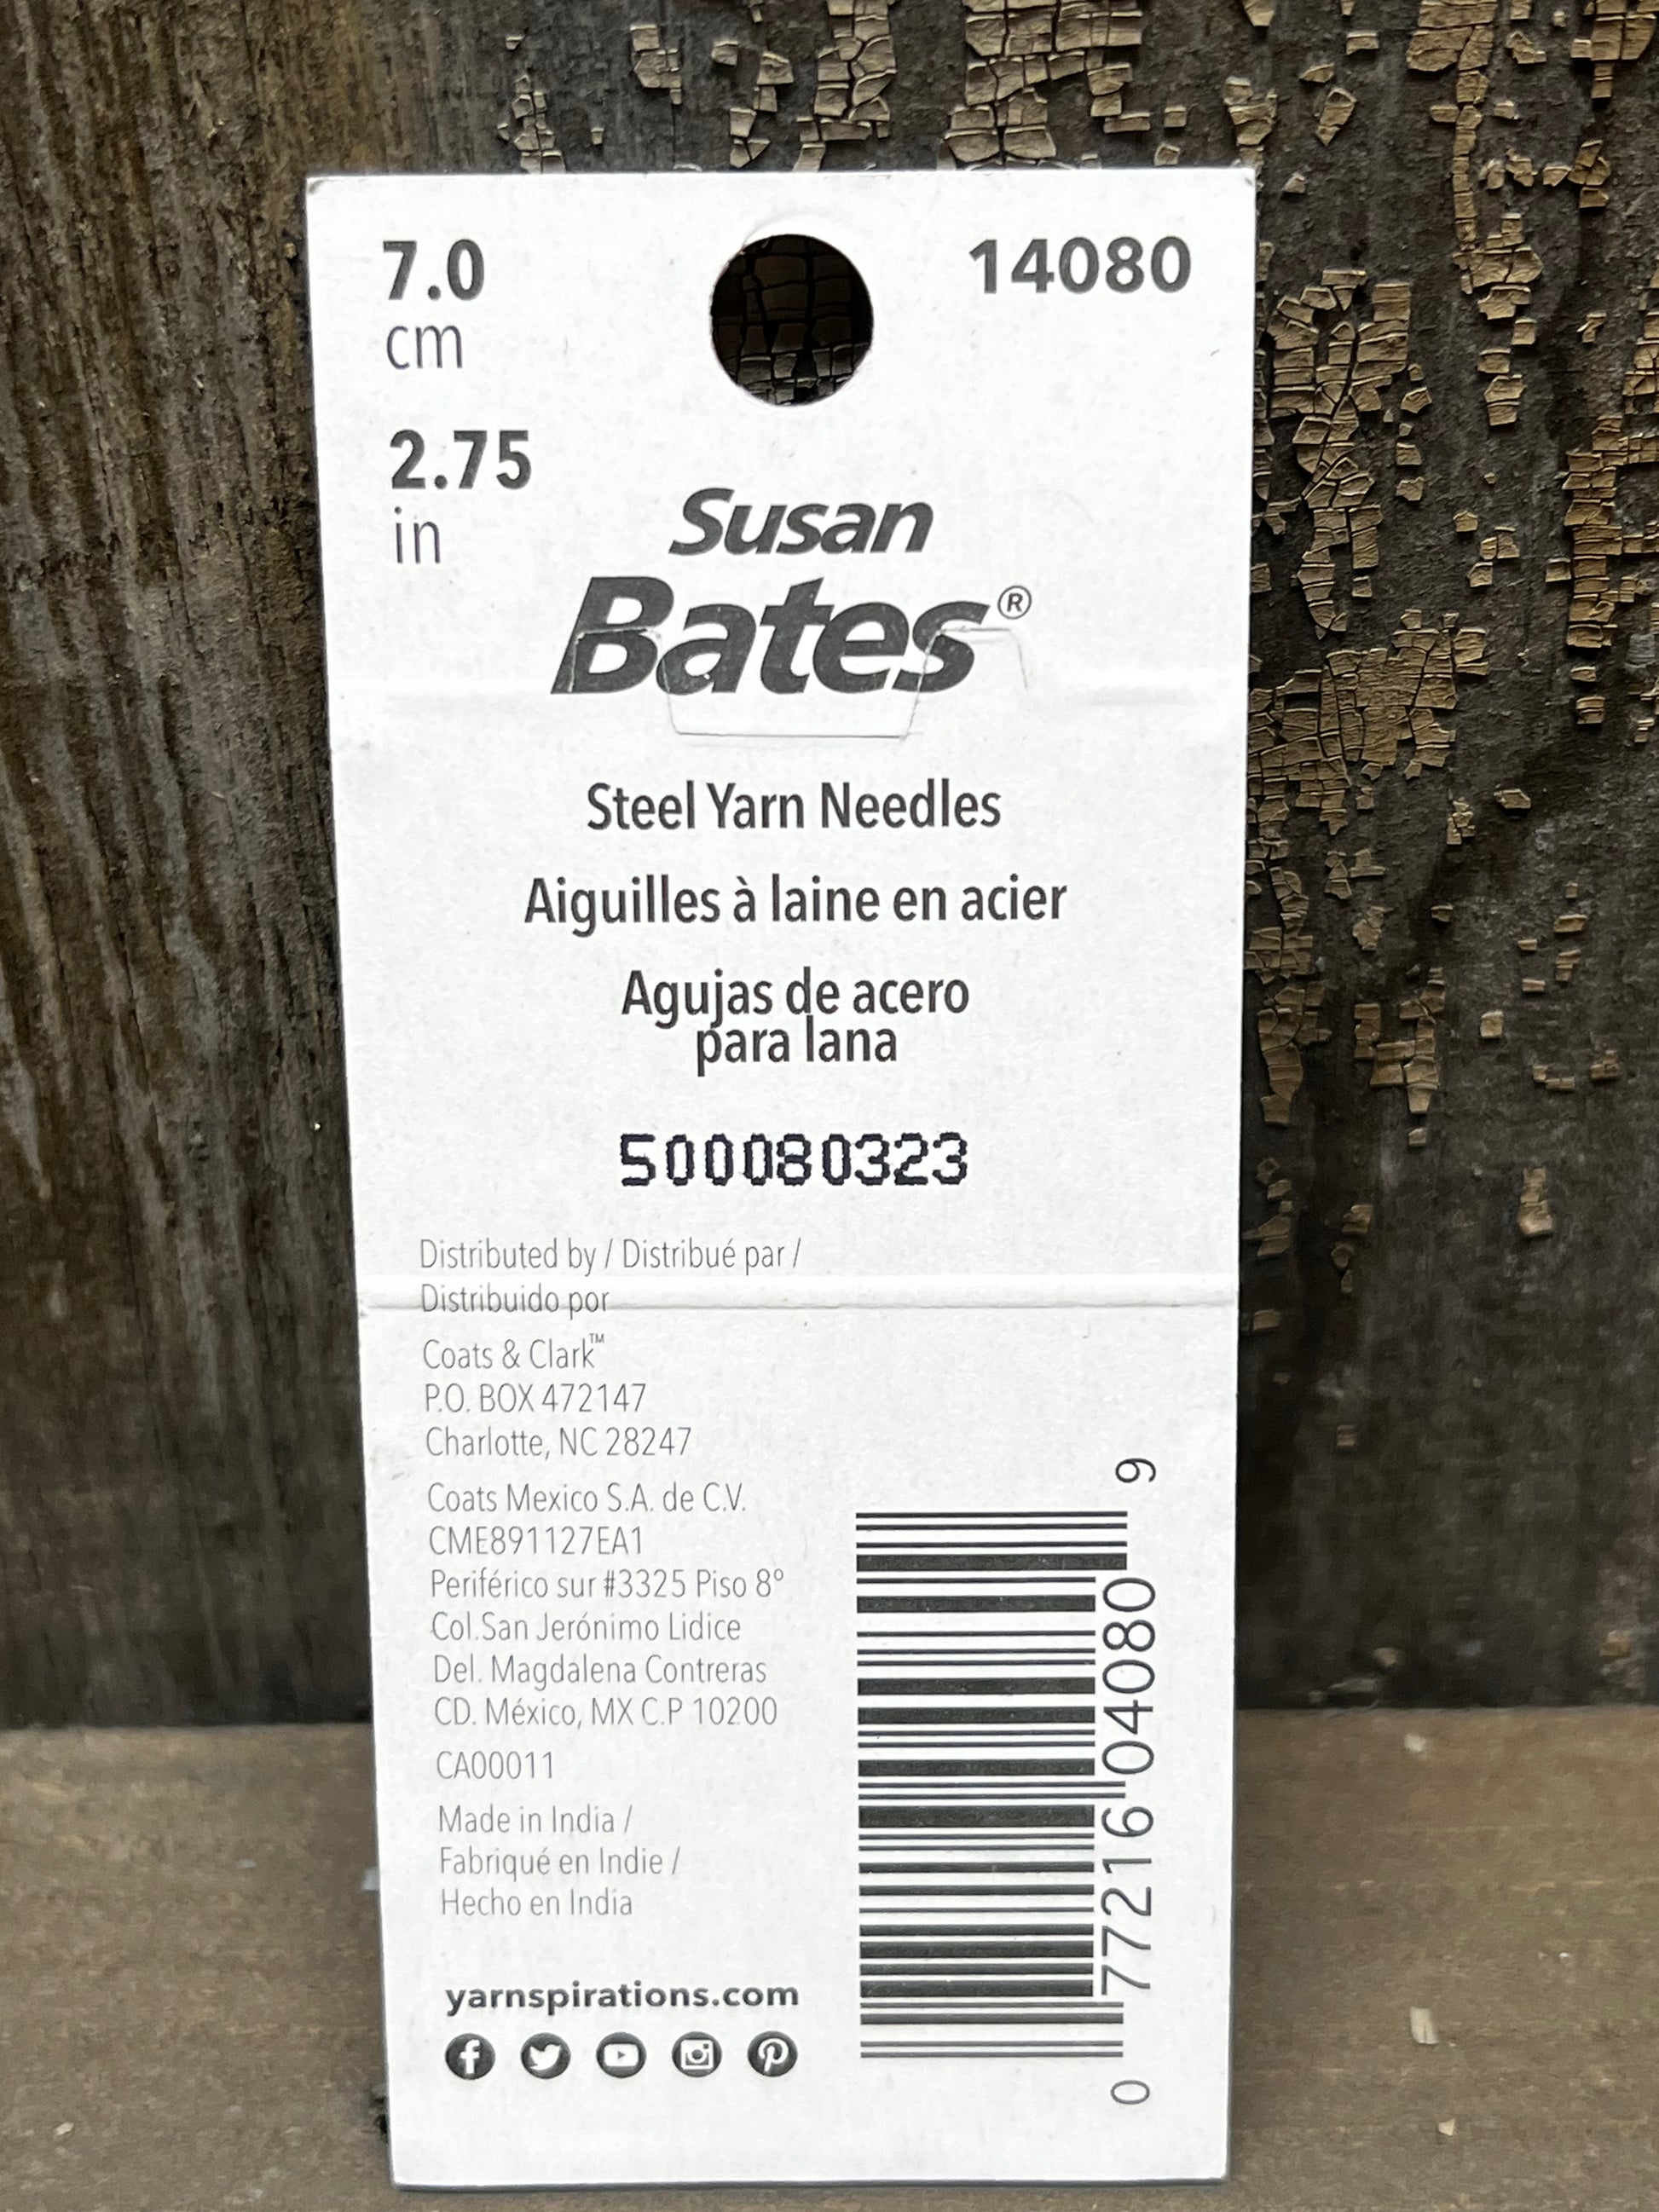 7.0
cm
14080
2.75
in
Susan
Bates®
Steel Yarn Needles
Aiguilles à laine en acier
Agujas de acero
para lana
500080323
Distributed by / Distribué par /
Distribuido por
Coats & Clark™
P.O. BOX 472147
Charlotte, NC 28247
Coats Mexico S.A. de C.V.
CME891127EA1
Periférico sur #3325 Piso 8º
Col.San Jerónimo Lidice
Del. Magdalena Contreras
CD. México, MX C.P 10200
CA00011
Made in India /
Fabriqué en Indie /
Hecho en India
yarnspirations.com
0 77216 04080 9